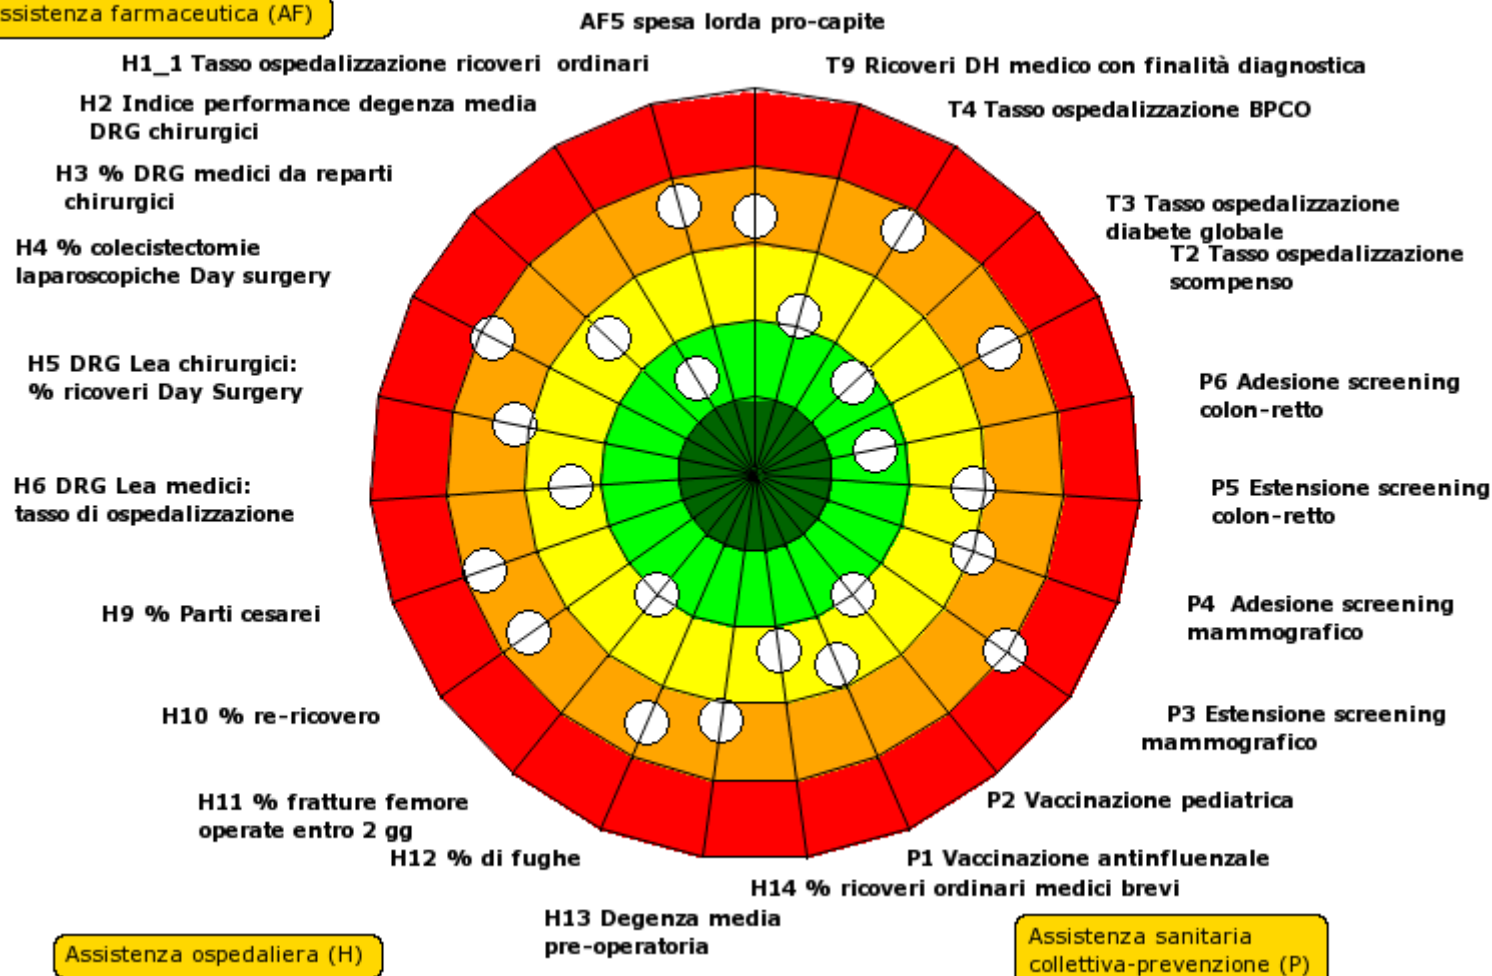 ssistenza farmaceutica (AF)
AF5 spesa lorda pro-capite
H1_1 Tasso ospedalizzazione ricoveri ordinari
T9 Ricoveri DH medico con finalità diagnostica
H2 Indice performance degenza media
DRG chirurgici
T4 Tasso ospedalizzazione BPCO
H3 % DRG medici da reparti
chirurgici
T3 Tasso ospedalizzazione
diabete globale
H4 % colecistectomie
laparoscopiche Day surgery
T2 Tasso ospedalizzazione
scompenso
H5 DRG Lea chirurgici:
% ricoveri Day Surgery
P6 Adesione screening
colon-retto
H6 DRG Lea medici:
tasso di ospedalizzazione
P5 Estensione screening
colon-retto
H9 % Parti cesarei
P4 Adesione screening
mammografico
H10 % re-ricovero
P3 Estensione screening
mammografico
H11 % fratture femore
operate entro 2 gg
P2 Vaccinazione pediatrica
H12 % di fughe
P1 Vaccinazione antinfluenzale
H14 % ricoveri ordinari medici brevi
H13 Degenza media
pre-operatoria
Assistenza ospedaliera (H)
Assistenza sanitaria
collettiva-prevenzione (P)